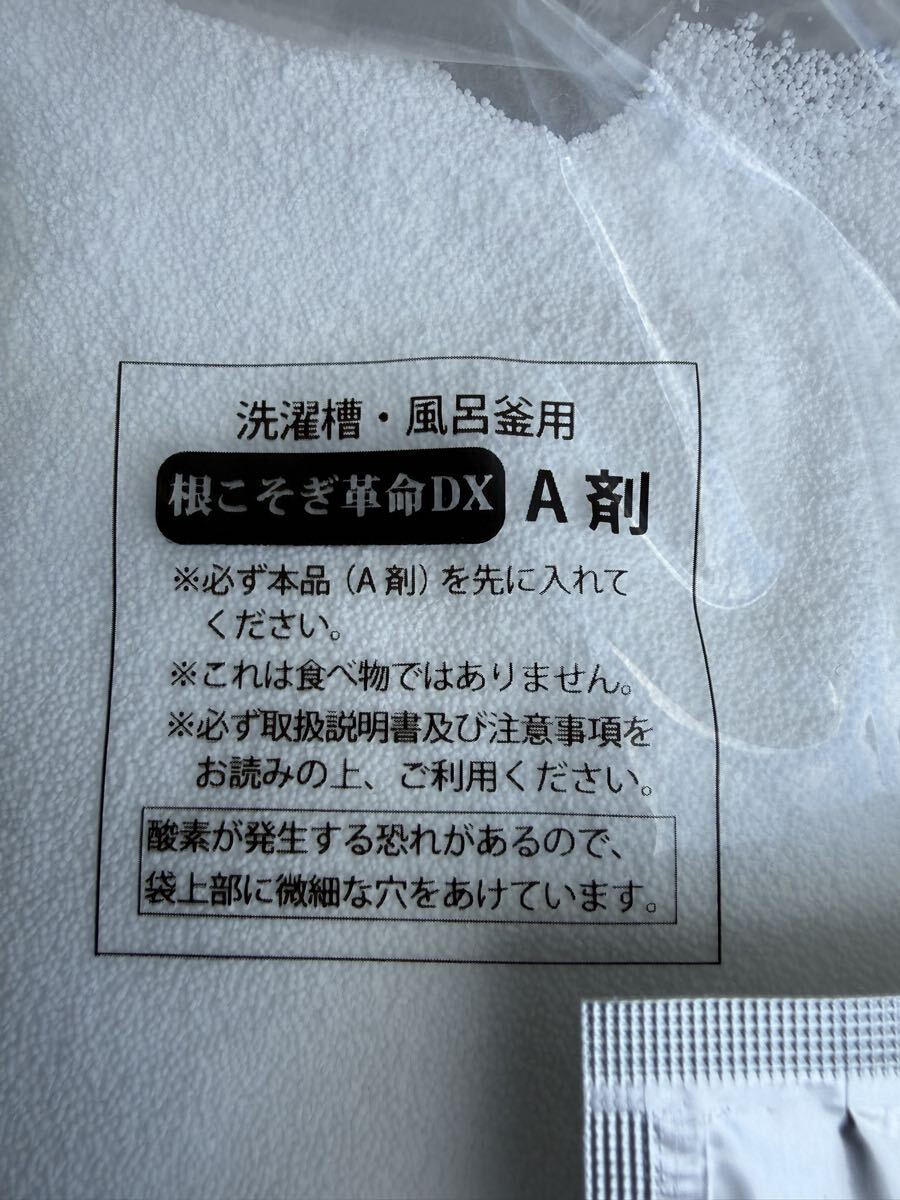 洗濯槽・風呂釜用
根こそぎ革命DX A剤
※必ず本品(A剤)を先に入れて
ください。
※これは食べ物ではありません。
※必ず取扱説明書及び注意事項を
お読みの上、ご利用ください。
酸素が発生する恐れがあるので、
袋上部に微細な穴をあけています。